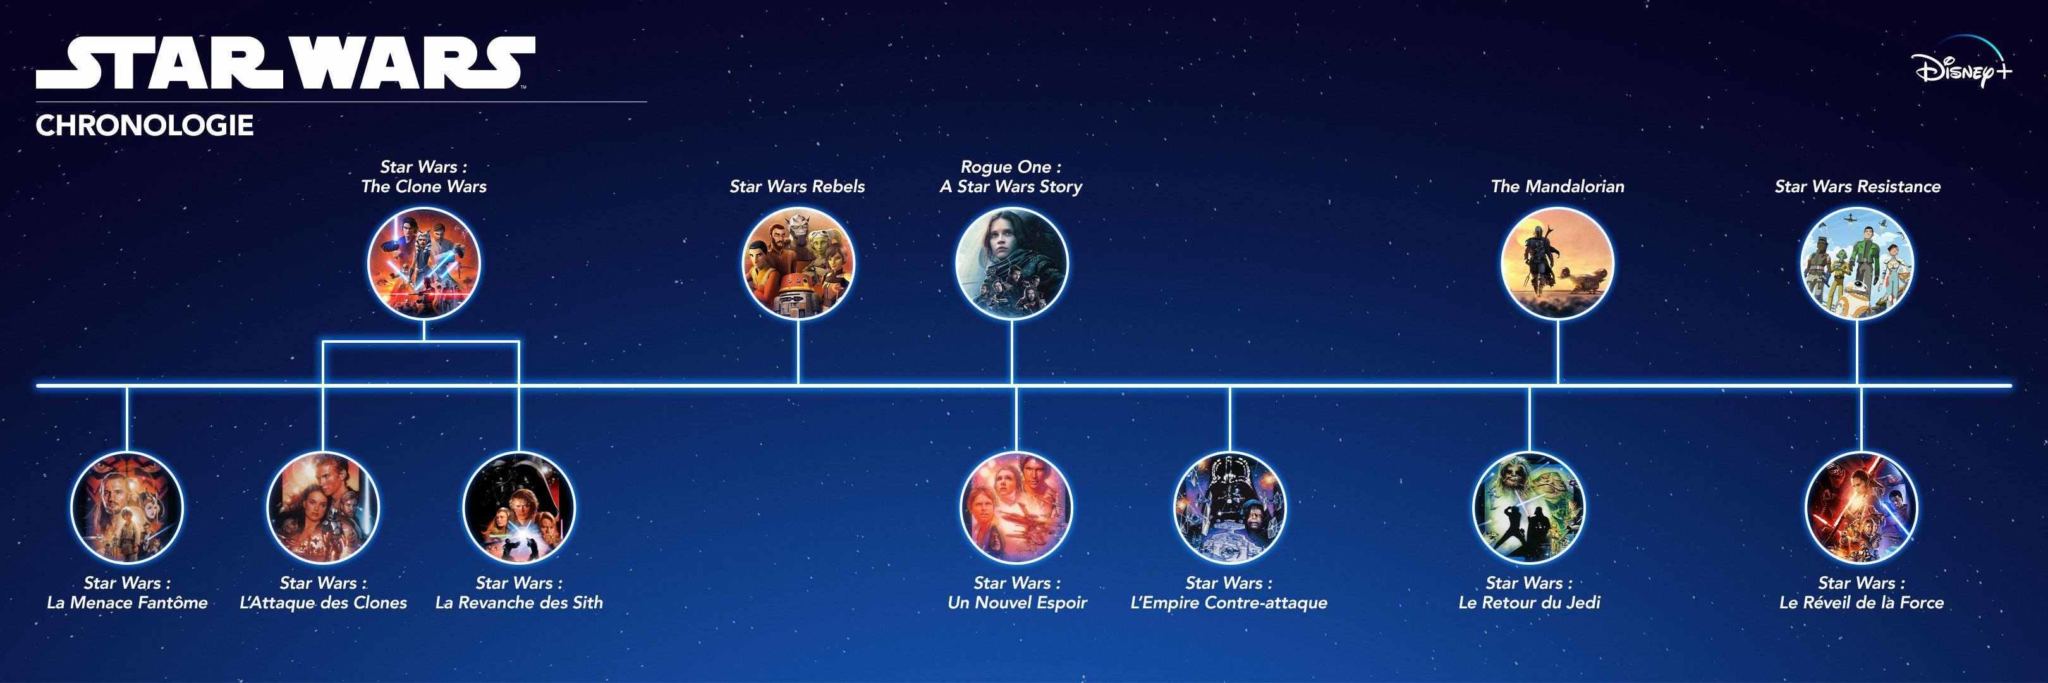 STAR WARS
™
CHRONOLOGIE
Disney+
Star Wars :
The Clone Wars
Star Wars Rebels
Rogue One :
A Star Wars Story
The Mandalorian
Star Wars Resistance
Star Wars :
La Menace Fantôme
Star Wars :
L'Attaque des Clones
Star Wars :
La Revanche des Sith
Star Wars :
Un Nouvel Espoir
Star Wars :
L'Empire Contre-attaque
Star Wars :
Le Retour du Jedi
Star Wars :
Le Réveil de la Force